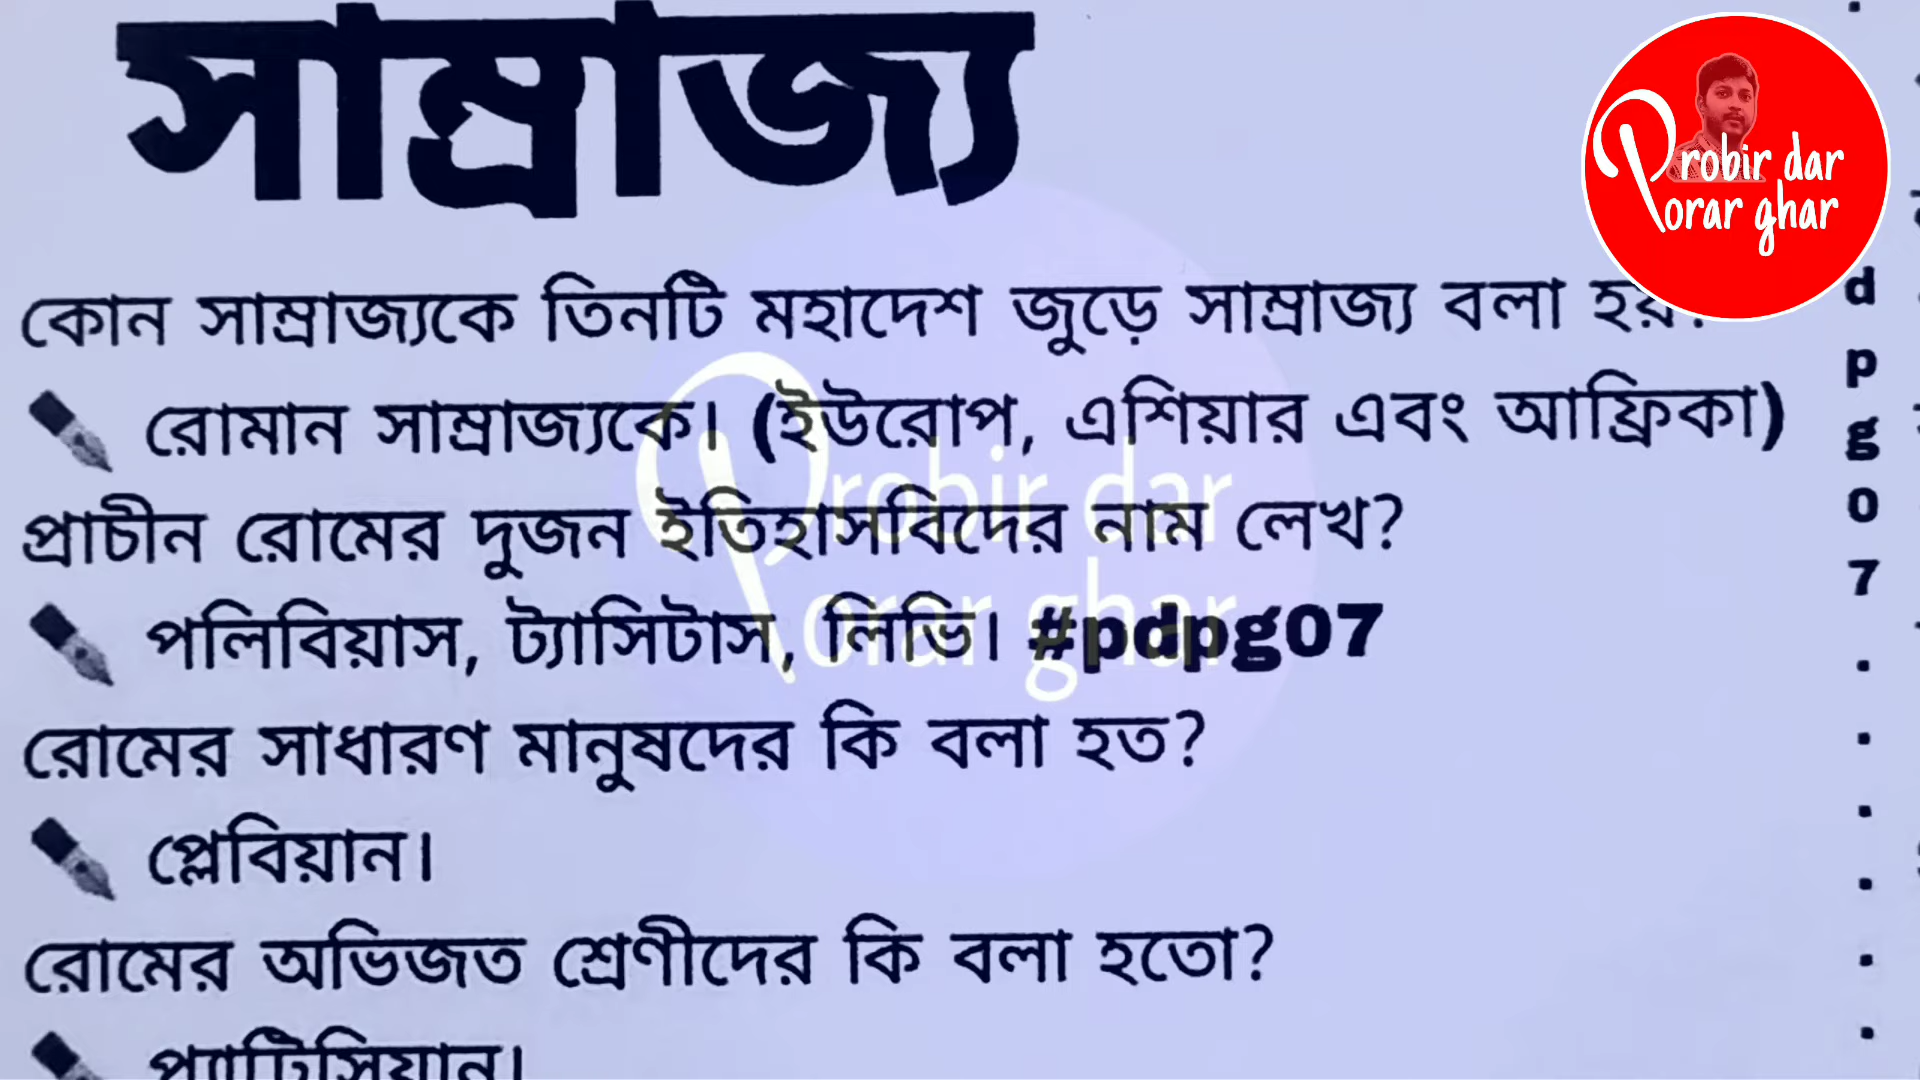 সাম্রাজ্য
Probir dar
Porar ghar
কোন সাম্রাজ্যকে তিনটি মহাদেশ জুড়ে সাম্রাজ্য বলা হয়?
রোমান সাম্রাজ্যকে। (ইউরোপ, এশিয়ার এবং আফ্রিকা)
প্রাচীন রোমের দুজন ইতিহাসবিদের নাম লেখ?
পলিবিয়াস, ট্যাসিটাস, লিভি। #pdpg07
রোমের সাধারণ মানুষদের কি বলা হত?
প্লেবিয়ান।
রোমের অভিজত শ্রেণীদের কি বলা হতো?
প্যাট্রিসিয়ান।
Probir dar
Porar ghar
d
p
g
0
7